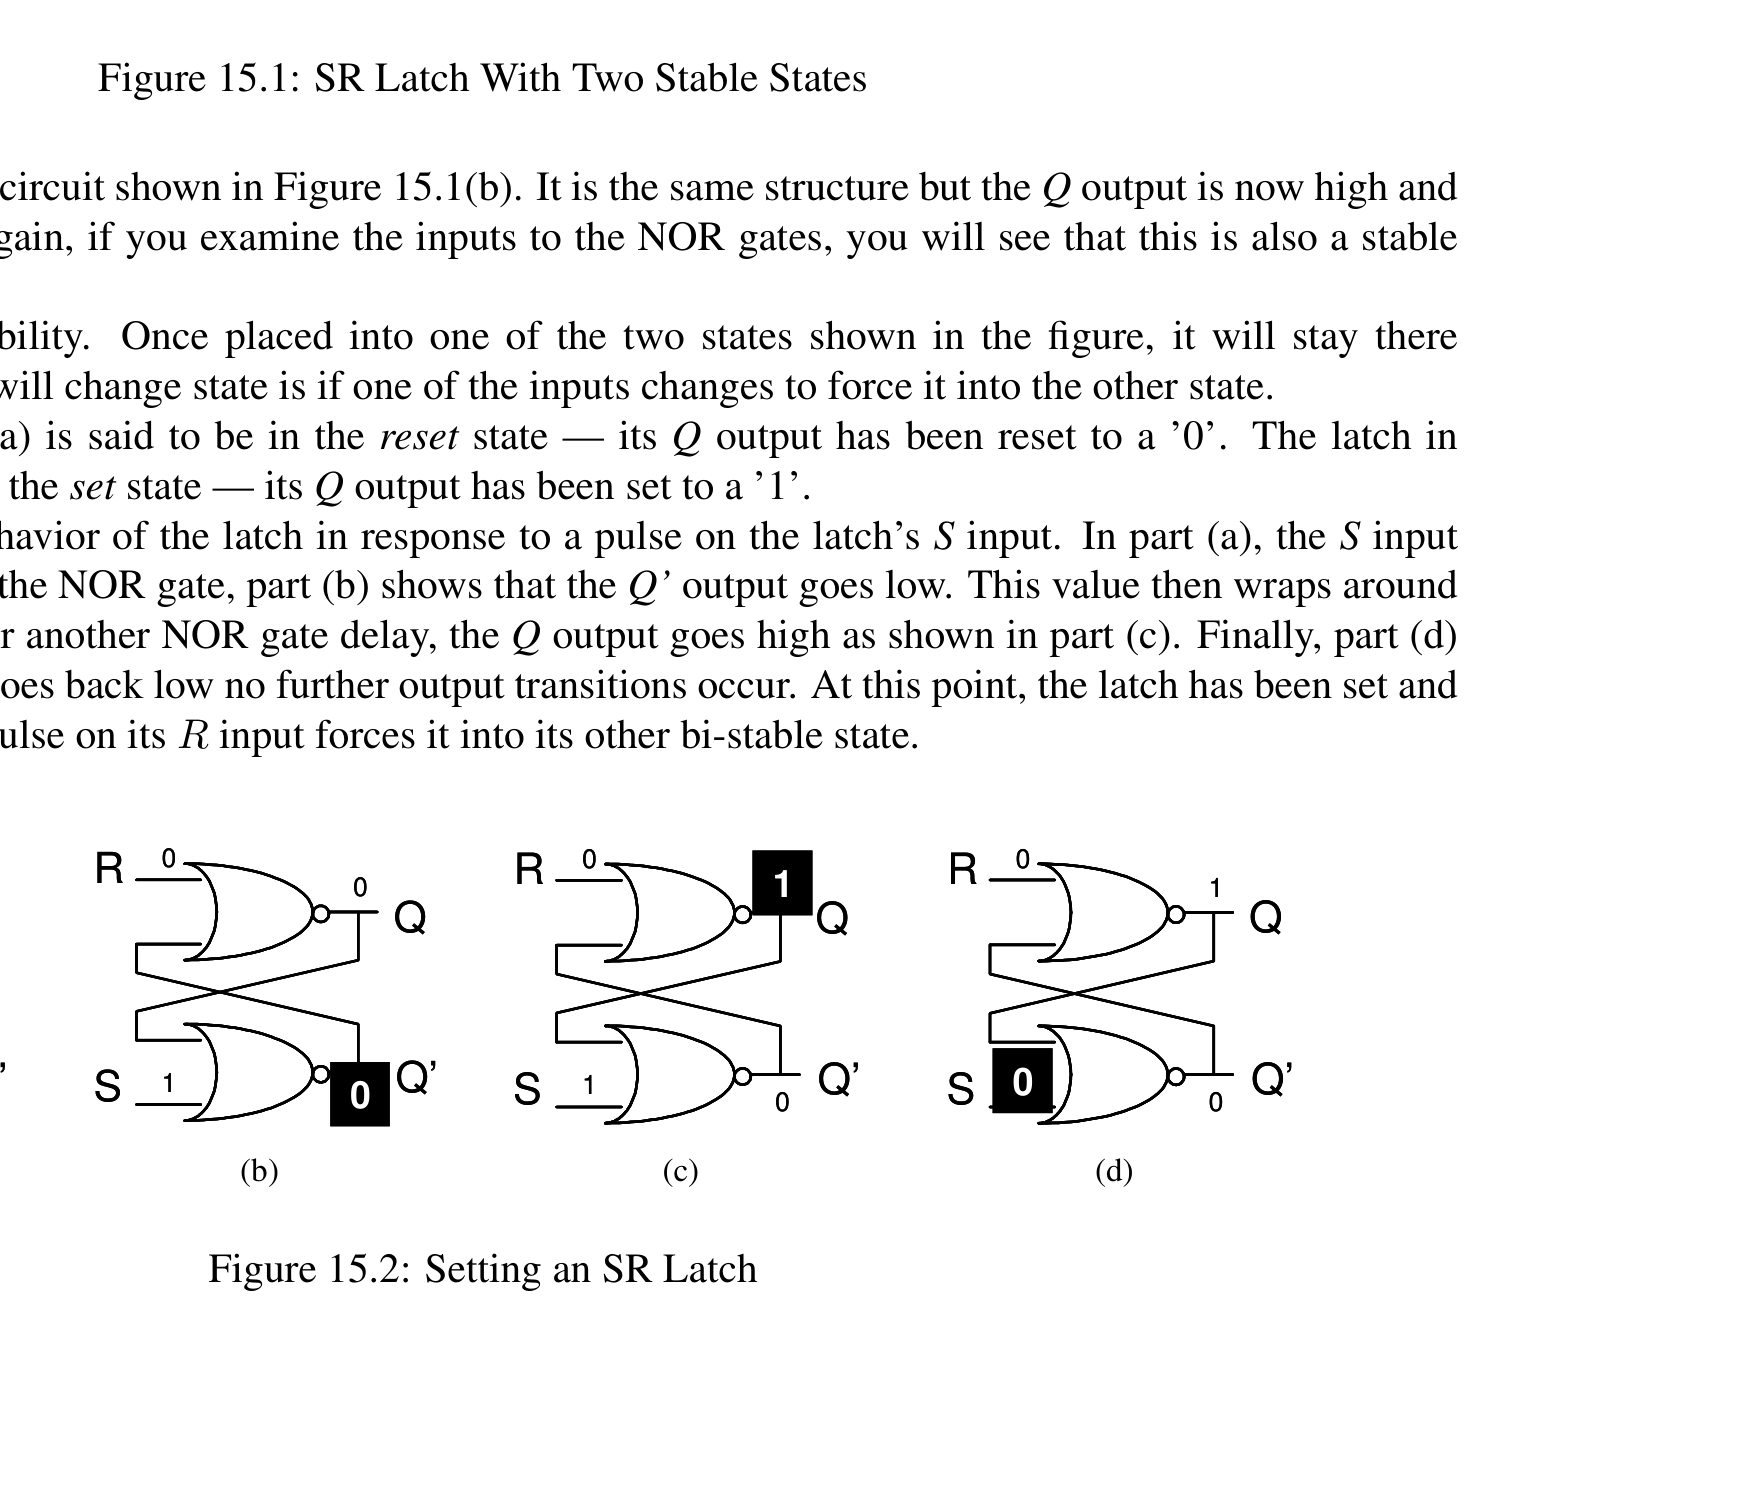 Figure 15.1: SR Latch With Two Stable States
circuit shown in Figure 15.1(b). It is the same structure but the Q output is now high and
gain, if you examine the inputs to the NOR gates, you will see that this is also a stable
bility. Once placed into one of the two states shown in the figure, it will stay there
will change state is if one of the inputs changes to force it into the other state.
a) is said to be in the reset state — its Q output has been reset to a ’0’. The latch in
the set state — its Q output has been set to a ’1’.
havior of the latch in response to a pulse on the latch’s S input. In part (a), the S input
the NOR gate, part (b) shows that the Q’ output goes low. This value then wraps around
r another NOR gate delay, the Q output goes high as shown in part (c). Finally, part (d)
oes back low no further output transitions occur. At this point, the latch has been set and
ulse on its R input forces it into its other bi-stable state.
R 0 0 Q
S 1 0 Q’
(b)
R 0 1 Q
S 1 0 Q’
(c)
R 0 1 Q
S 0 0 Q’
(d)
Figure 15.2: Setting an SR Latch